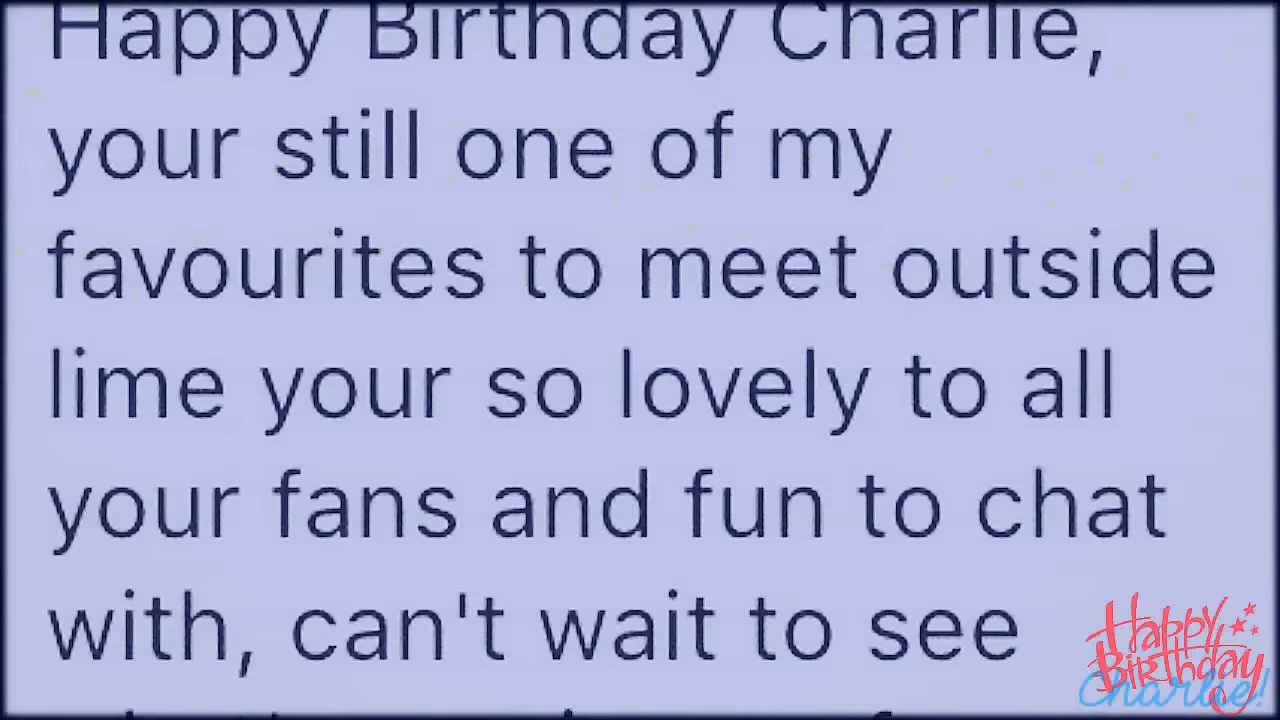 Happy Birthday Charlie,
your still one of my
favourites to meet outside
lime your so lovely to all
your fans and fun to chat
with, can't wait to see
Happy
Birthday
Charlie!